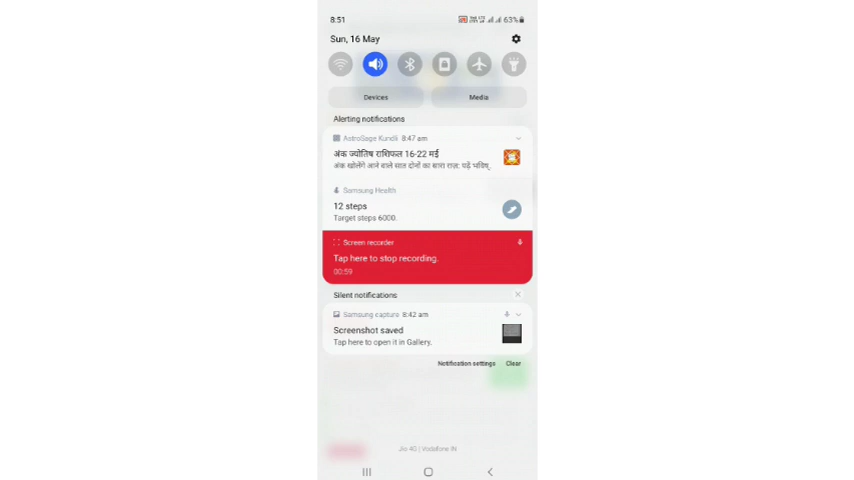 8:51
63%
Sun, 16 May
Devices
Media
Alerting notifications
AstroSage Kundli 8:47 am
अंक ज्योतिष राशिफल 16-22 मई
अंक खोलेंगे आने वाले सात दोनों का बारा राज़: पढ़ें भविष्.
Samsung Health
12 steps
Target steps 6000.
Screen recorder
Tap here to stop recording.
00:59
Silent notifications
Samsung capture 8:42 am
Screenshot saved
Tap here to open it in Gallery.
Notification settings
Clear
Jio 4G | Vodafone IN